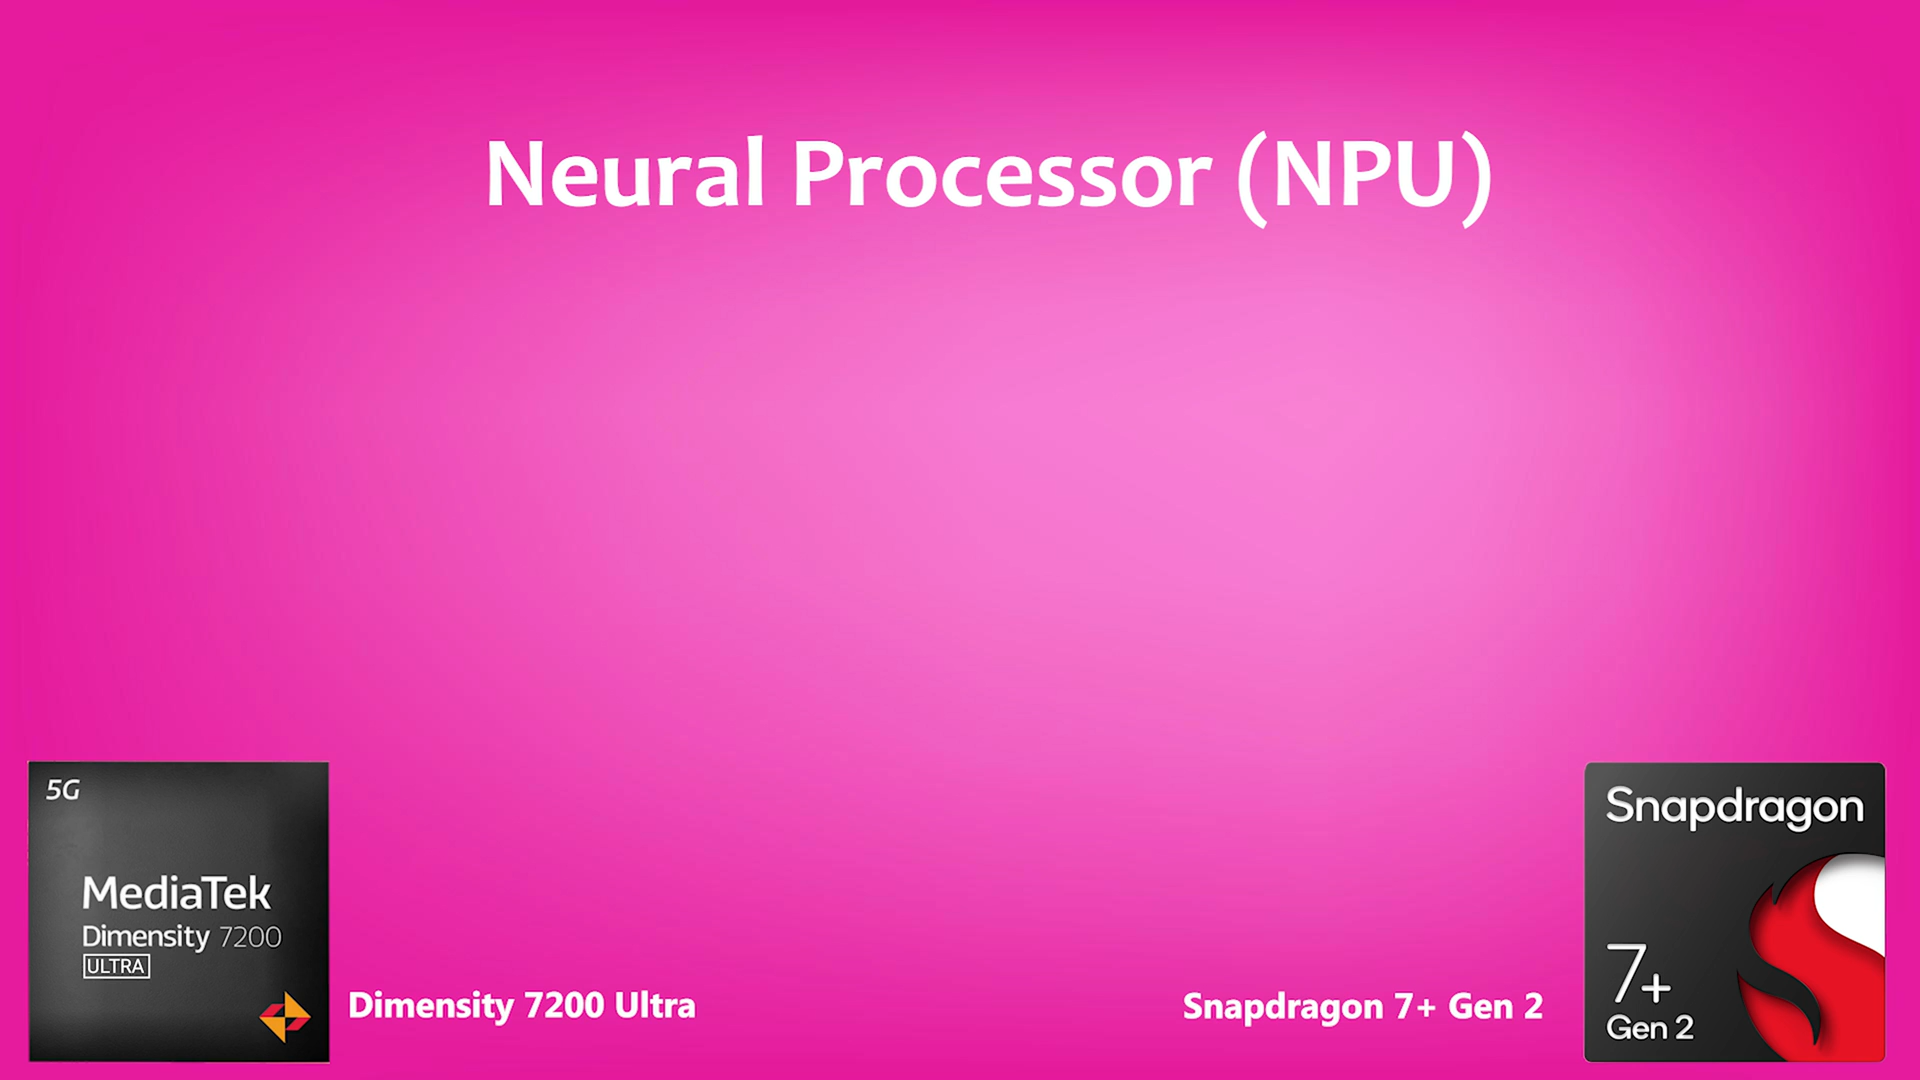 Neural Processor (NPU)
5G
MediaTek
Dimensity 7200
ULTRA
Dimensity 7200 Ultra
Snapdragon 7+ Gen 2
Snapdragon
7+
Gen 2